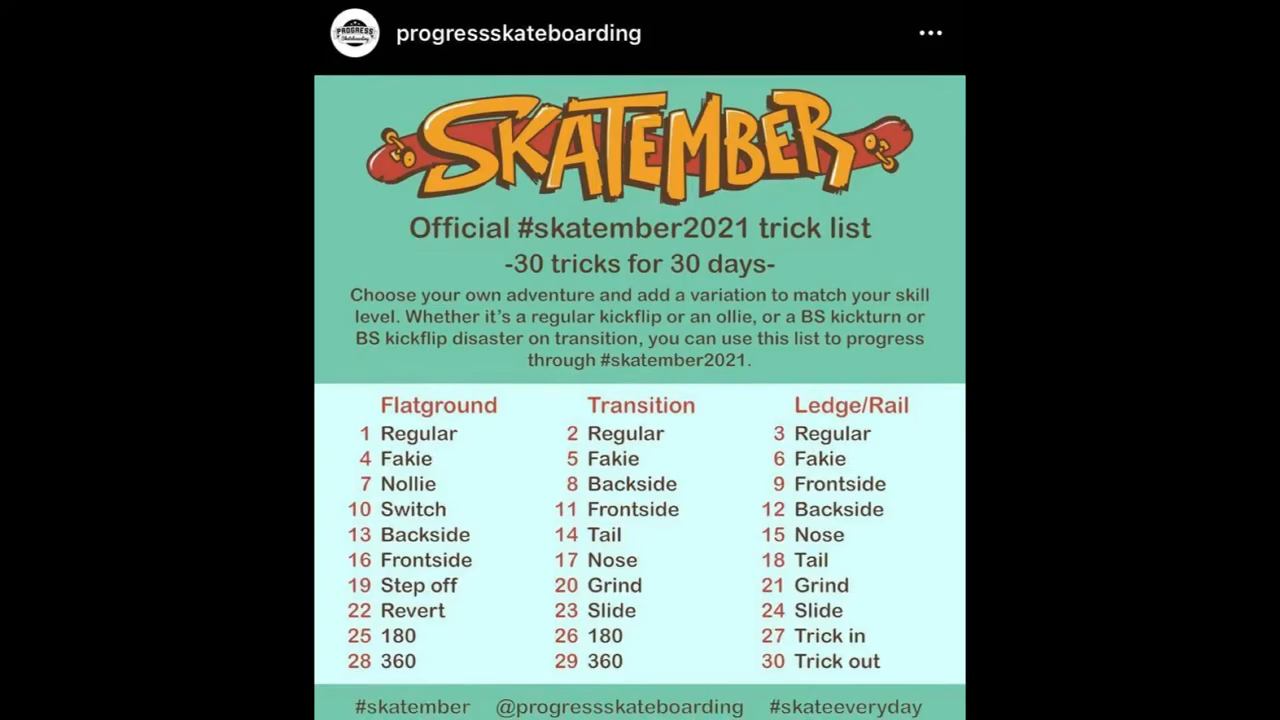 PROGRESS
Skateboarding
progressskateboarding
SKATEMBER
Official #skatember2021 trick list
-30 tricks for 30 days-
Choose your own adventure and add a variation to match your skill
level. Whether it's a regular kickflip or an ollie, or a BS kickturn or
BS kickflip disaster on transition, you can use this list to progress
through #skatember2021.
Flatground Transition Ledge/Rail
1 Regular 2 Regular 3 Regular
4 Fakie 5 Fakie 6 Fakie
7 Nollie 8 Backside 9 Frontside
10 Switch 11 Frontside 12 Backside
13 Backside 14 Tail 15 Nose
16 Frontside 17 Nose 18 Tail
19 Step off 20 Grind 21 Grind
22 Revert 23 Slide 24 Slide
25 180 26 180 27 Trick in
28 360 29 360 30 Trick out
#skatember @progressskateboarding #skateeveryday